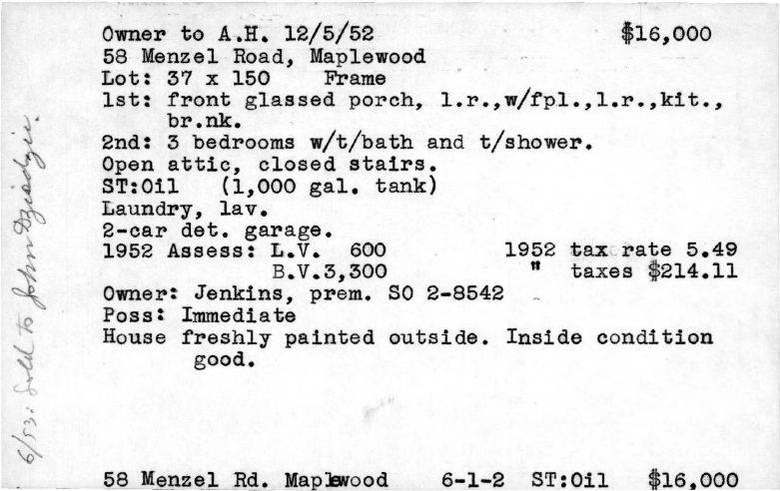 Owner to A.H. 12/5/52 $16,000
58 Menzel Road, Maplewood
Lot: 37 x 150 Frame
1st: front glassed porch, l.r.,w/fpl.,l.r.,kit.,
br.nk.
2nd: 3 bedrooms w/t/bath and t/shower.
Open attic, closed stairs.
ST:Oil (1,000 gal. tank)
Laundry, lav.
2-car det. garage.
1952 Assess: L.V. 600 1952 tax rate 5.49
B.V.3,300 " taxes $214.11
Owner: Jenkins, prem. SO 2-8542
Poss: Immediate
House freshly painted outside. Inside condition
good.
58 Menzel Rd. Maplewood 6-1-2 ST:Oil $16,000
6/53: Sold to John